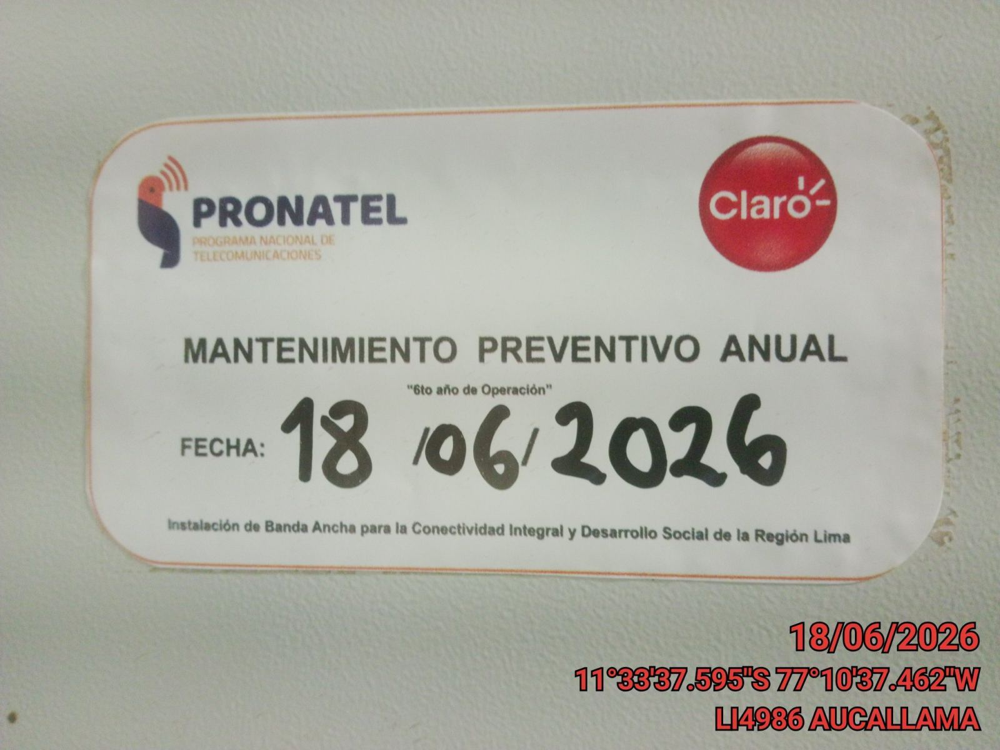 PRONATEL
PROGRAMA NACIONAL DE
TELECOMUNICACIONES
Claro
MANTENIMIENTO PREVENTIVO ANUAL
"6to año de Operación"
FECHA: 18 /06/ 2026
Instalación de Banda Ancha para la Conectividad Integral y Desarrollo Social de la Región Lima
18/06/2026
11°33'37.595"S 77°10'37.462"W
LI4986 AUCALLAMA